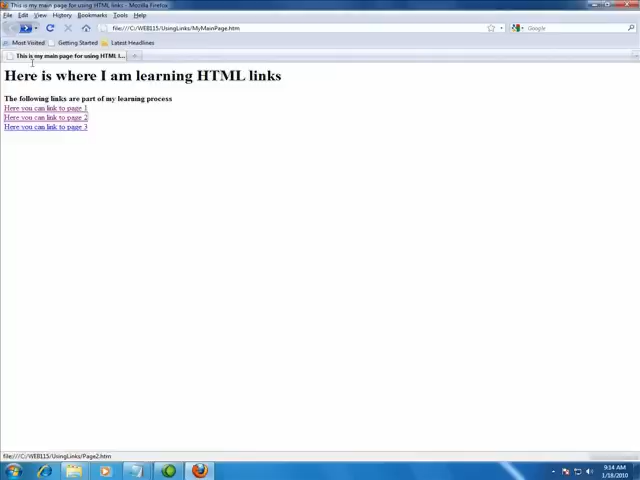 This is my main page for using HTML links - Mozilla Firefox
File Edit View History Bookmarks Tools Help
file:///C:/WEB115/UsingLinks/MyMainPage.htm
Google
Most Visited Getting Started Latest Headlines
This is my main page for using HTML l...
Here is where I am learning HTML links
The following links are part of my learning process
Here you can link to page 1
Here you can link to page 2
Here you can link to page 3
file:///C:/WEB115/UsingLinks/Page2.htm
9:14 AM
1/18/2010